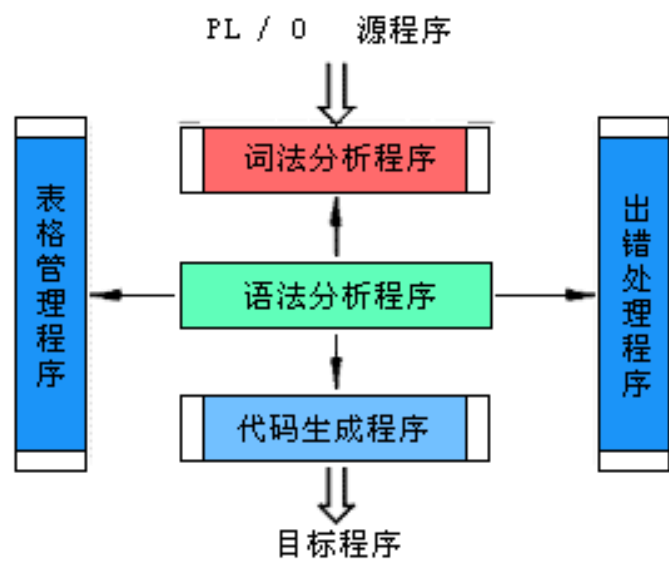 PL / 0 源程序
词法分析程序
表格管理程序
语法分析程序
出错处理程序
代码生成程序
目标程序